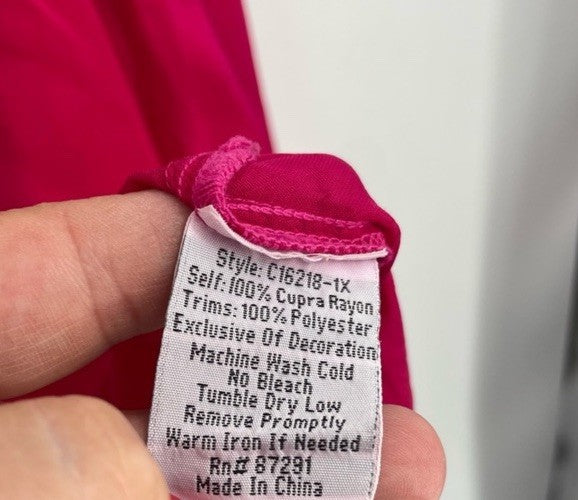 Style: C16218-1X
Self: 100% Cupra Rayon
Trims: 100% Polyester
Exclusive Of Decoration
Machine Wash Cold
No Bleach
Tumble Dry Low
Remove Promptly
Warm Iron If Needed
Rn# 87291
Made In China